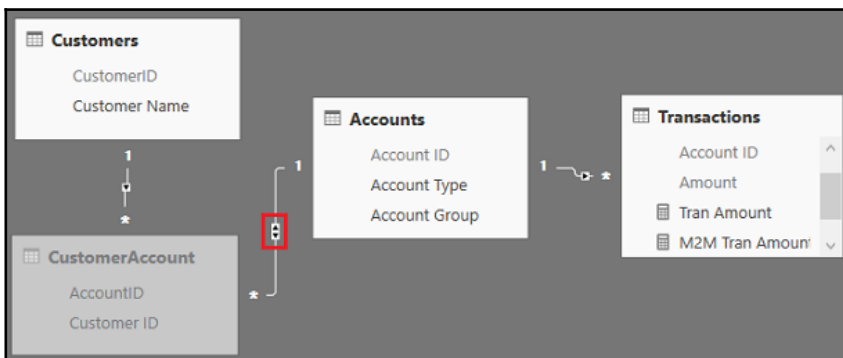 Customers
CustomerID
Customer Name
1
*
CustomerAccount
AccountID
Customer ID
*
1
Accounts
Account ID
Account Type
Account Group
1
*
Transactions
Account ID
Amount
Tran Amount
M2M Tran Amount